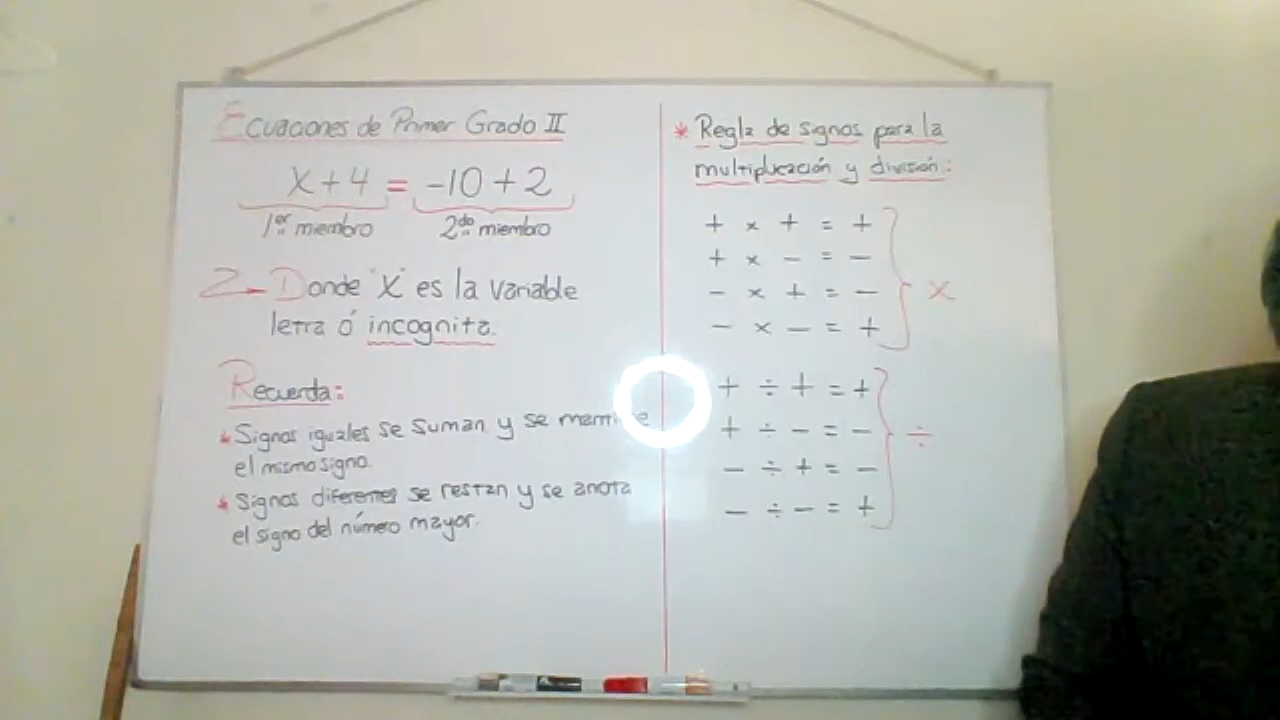 Ecuaciones de Primer Grado II
x + 4 = -10 + 2
1er miembro 2do miembro
2- Donde "X" es la variable
letra ó incognita.
Recuerda:
* Signos iguales se suman y se
el mismo signo.
* Signos diferentes se restan y se anota
el signo del número mayor.
* Regla de signos para la
multiplicación y división:
+ x + = +
+ x - = -
- x + = -
- x - = +
x
+ ÷ + = +
+ ÷ - = -
- ÷ + = -
- ÷ - = +
÷